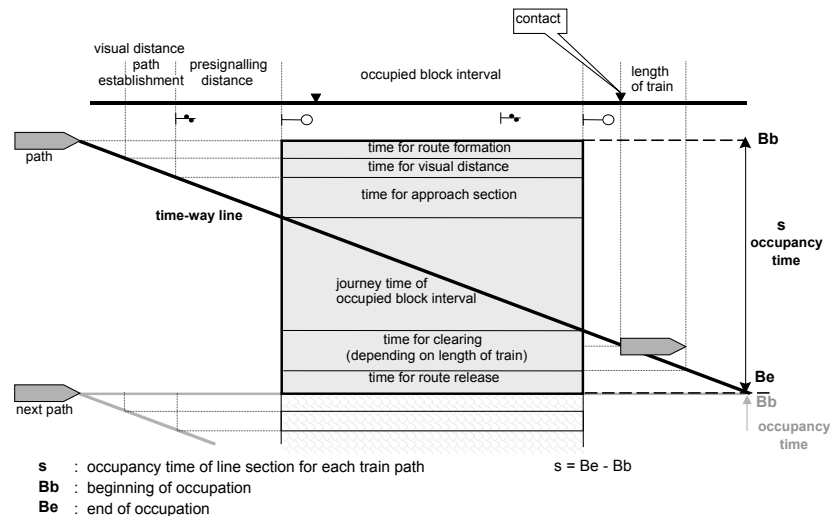 contact
visual distance
path
establishment
presignalling
distance
occupied block interval
length
of train
path
time for route formation
time for visual distance
time for approach section
time-way line
journey time of
occupied block interval
time for clearing
(depending on length of train)
time for route release
Bb
s
occupancy
time
Be
Bb
occupancy
time
next path
s : occupancy time of line section for each train path
s = Be - Bb
Bb : beginning of occupation
Be : end of occupation